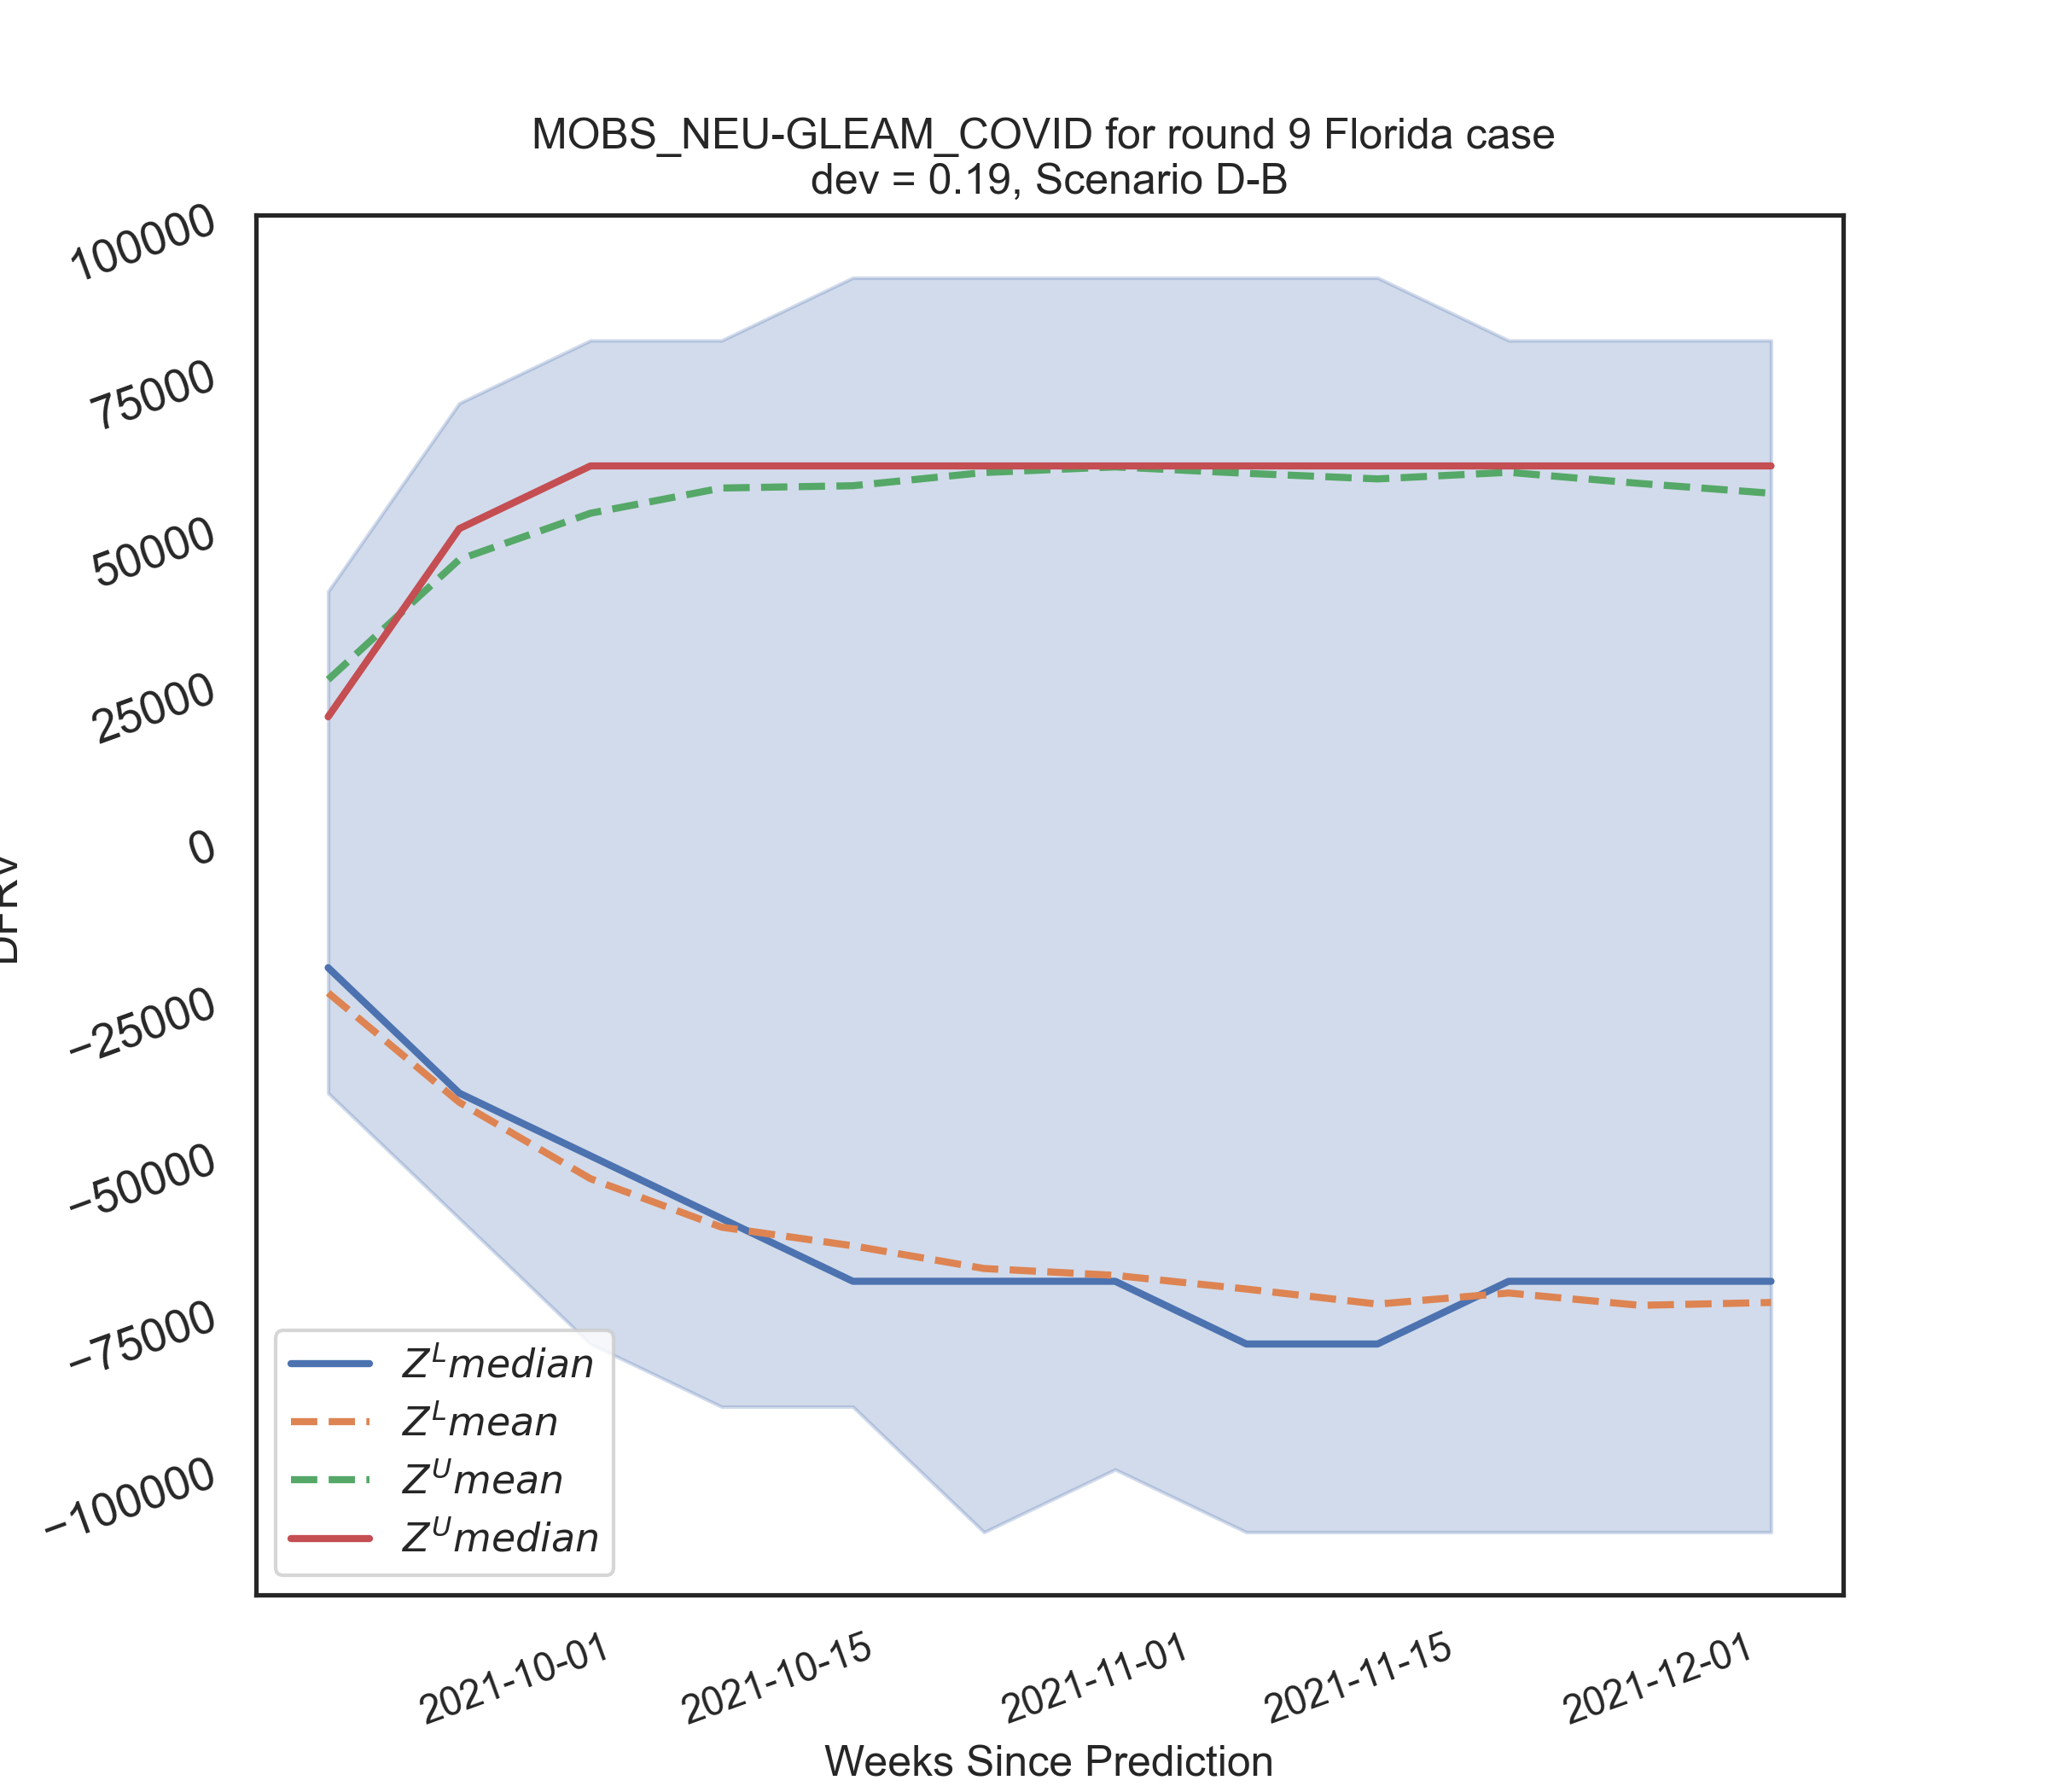 MOBS_NEU-GLEAM_COVID for round 9 Florida case
dev = 0.19, Scenario D-B
100000
75000
50000
25000
0
−25000
−50000
−75000
−100000
Z^L median
Z^L mean
Z^U mean
Z^U median
2021-10-01
2021-10-15
2021-11-01
2021-11-15
2021-12-01
Weeks Since Prediction